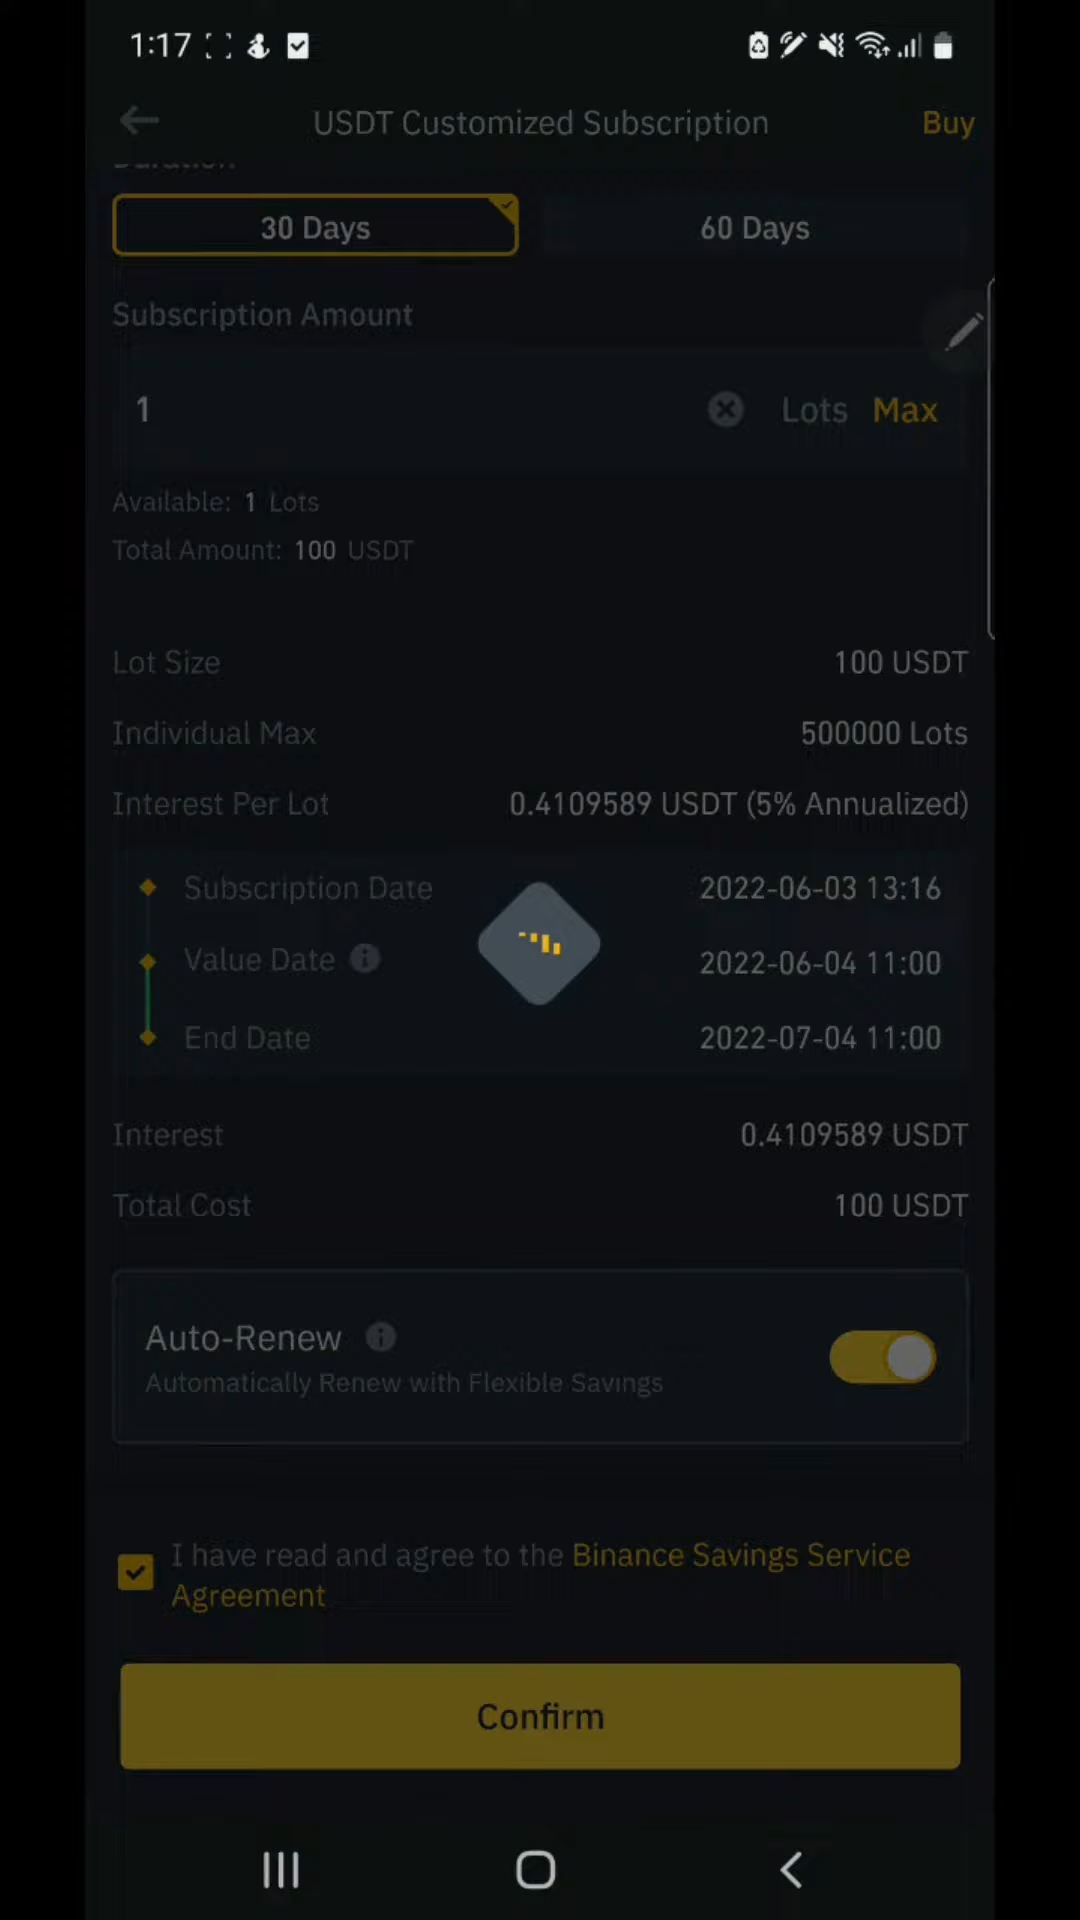 1:17
USDT Customized Subscription
Buy
Duration
30 Days
60 Days
Subscription Amount
1
Lots
Max
Available: 1 Lots
Total Amount: 100 USDT
Lot Size
100 USDT
Individual Max
500000 Lots
Interest Per Lot
0.4109589 USDT (5% Annualized)
Subscription Date
2022-06-03 13:16
Value Date
2022-06-04 11:00
End Date
2022-07-04 11:00
Interest
0.4109589 USDT
Total Cost
100 USDT
Auto-Renew
Automatically Renew with Flexible Savings
I have read and agree to the Binance Savings Service
Agreement
Confirm